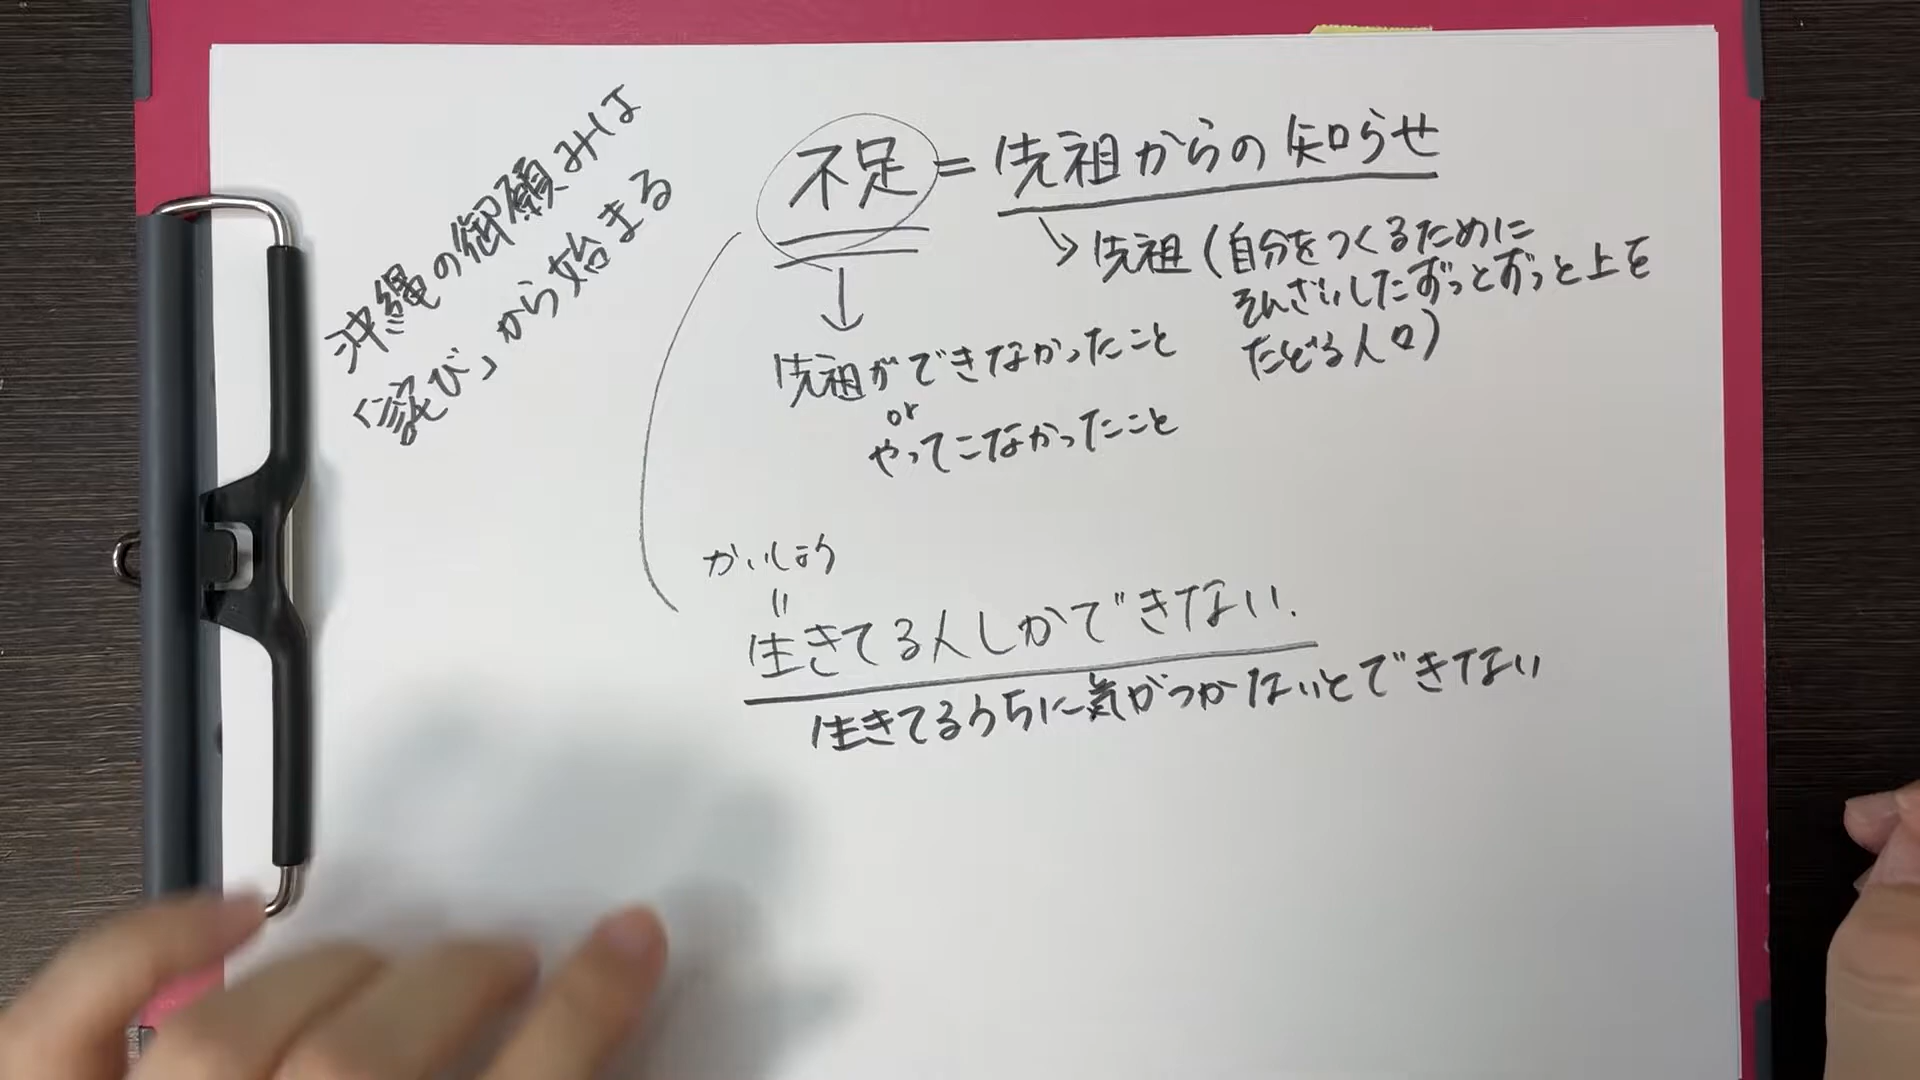 沖縄の御願みは
「詫び」から始まる
不足=先祖からの知らせ
↓
↘先祖(自分をつくるために
そんざいしたずっとずっと上を
たどる人口)
先祖ができなかったこと
or
やってこなかったこと
かいほう
〃
生きてる人しかできない.
生きてるうちに気がつかないとできない